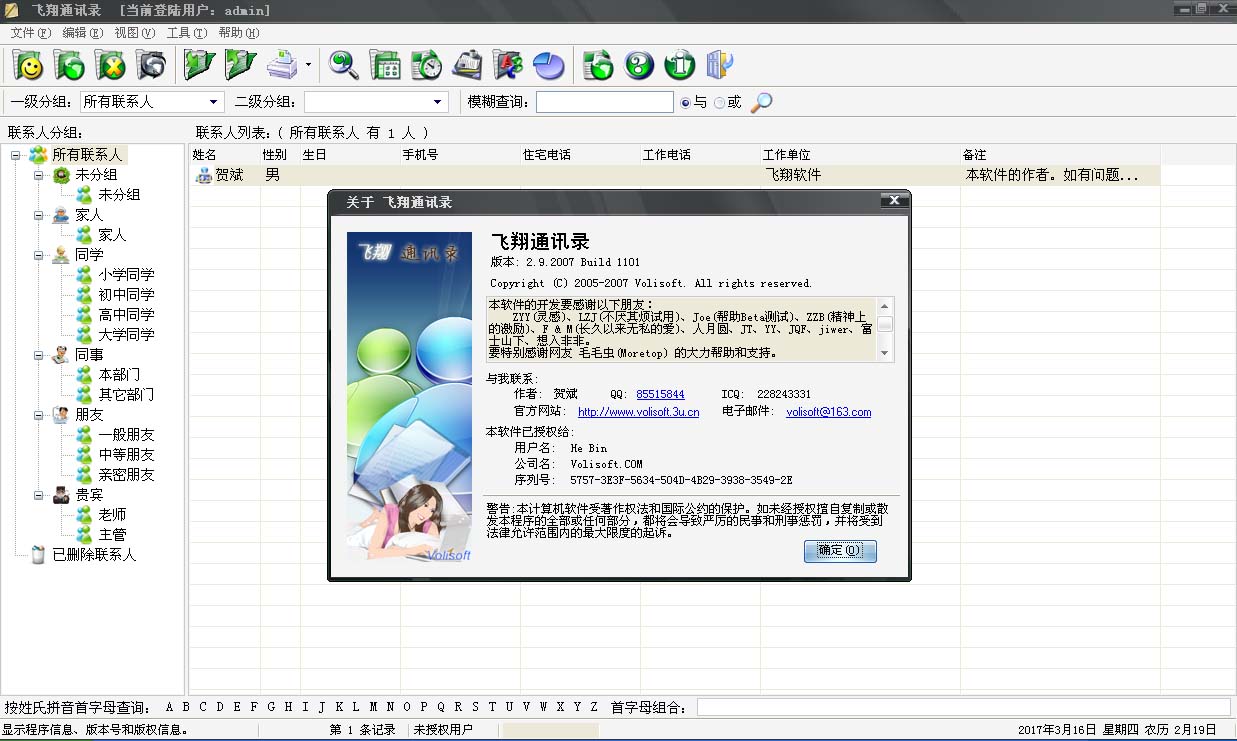 飞翔通讯录 [当前登陆用户: admin]
文件(F) 编辑(E) 视图(V) 工具(T) 帮助(H)
一级分组: 所有联系人 二级分组: 模糊查询: 与 或
联系人分组: 联系人列表:( 所有联系人 有 1 人 )
姓名 性别 生日 手机号 住宅电话 工作电话 工作单位 备注
贺斌 男 飞翔软件 本软件的作者。如有问题...
所有联系人
未分组
未分组
家人
家人
同学
小学同学
初中同学
高中同学
大学同学
同事
本部门
其它部门
朋友
一般朋友
中等朋友
亲密朋友
贵宾
老师
主管
已删除联系人
关于 飞翔通讯录
飞翔 通讯录
Volisoft
飞翔通讯录
版本: 2.9.2007 Build 1101
Copyright (C) 2005-2007 Volisoft. All rights reserved.
本软件的开发要感谢以下朋友:
ZYY(灵感)、LZJ(不厌其烦试用)、Joe(帮助Beta测试)、ZZB(精神上
的激励)、F & M(长久以来无私的爱)、人月圆、JT、YY、JQF、jiwer、富
士山下、想入非非。
要特别感谢网友 毛毛虫(Moretop) 的大力帮助和支持。
与我联系:
作者: 贺斌 QQ: 85515844 ICQ: 228243331
官方网站: http://www.volisoft.3u.cn 电子邮件: volisoft@163.com
本软件已授权给:
用户名: He Bin
公司名: Volisoft.COM
序列号: 5757-3E3F-5634-504D-4B29-3938-3549-2E
警告:本计算机软件受著作权法和国际公约的保护。如未经授权擅自复制或散
发本程序的全部或任何部分,都将会导致严厉的民事和刑事惩罚,并将受到
法律允许范围内的最大限度的起诉。
确定(O)
按姓氏拼音首字母查询: A B C D E F G H I J K L M N O P Q R S T U V W X Y Z 首字母组合:
显示程序信息、版本号和版权信息。 第 1 条记录 未授权用户 2017年3月16日 星期四 农历 2月19日